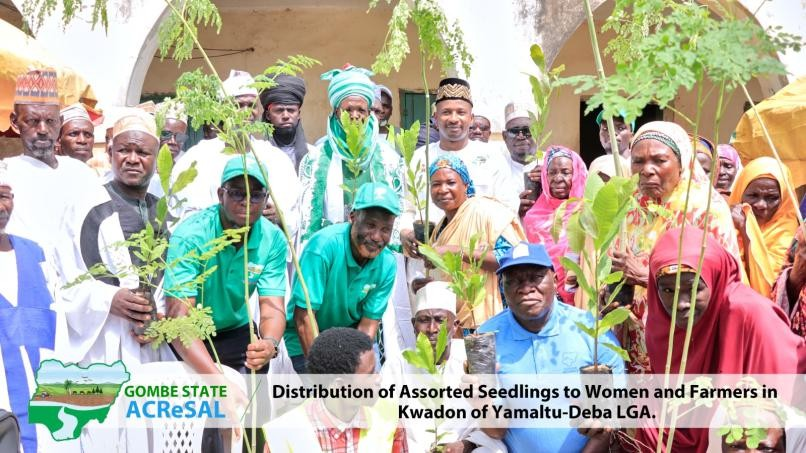 GOMBE STATE
ACReSAL
Distribution of Assorted Seedlings to Women and Farmers in
Kwadon of Yamaltu-Deba LGA.